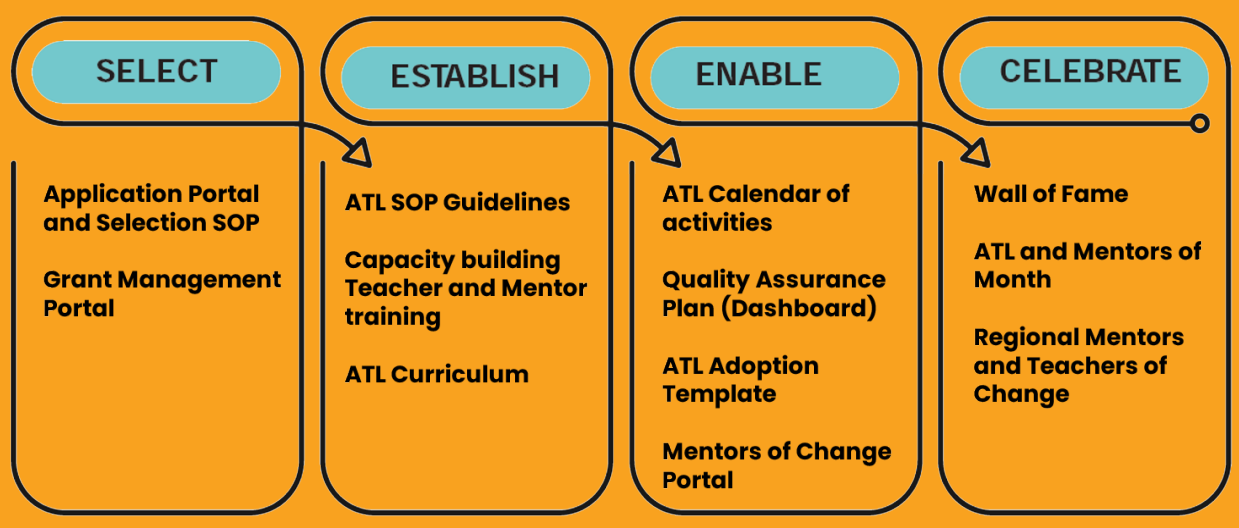 SELECT
Application Portal
and Selection SOP
Grant Management
Portal
ESTABLISH
ATL SOP Guidelines
Capacity building
Teacher and Mentor
training
ATL Curriculum
ENABLE
ATL Calendar of
activities
Quality Assurance
Plan (Dashboard)
ATL Adoption
Template
Mentors of Change
Portal
CELEBRATE
Wall of Fame
ATL and Mentors of
Month
Regional Mentors
and Teachers of
Change